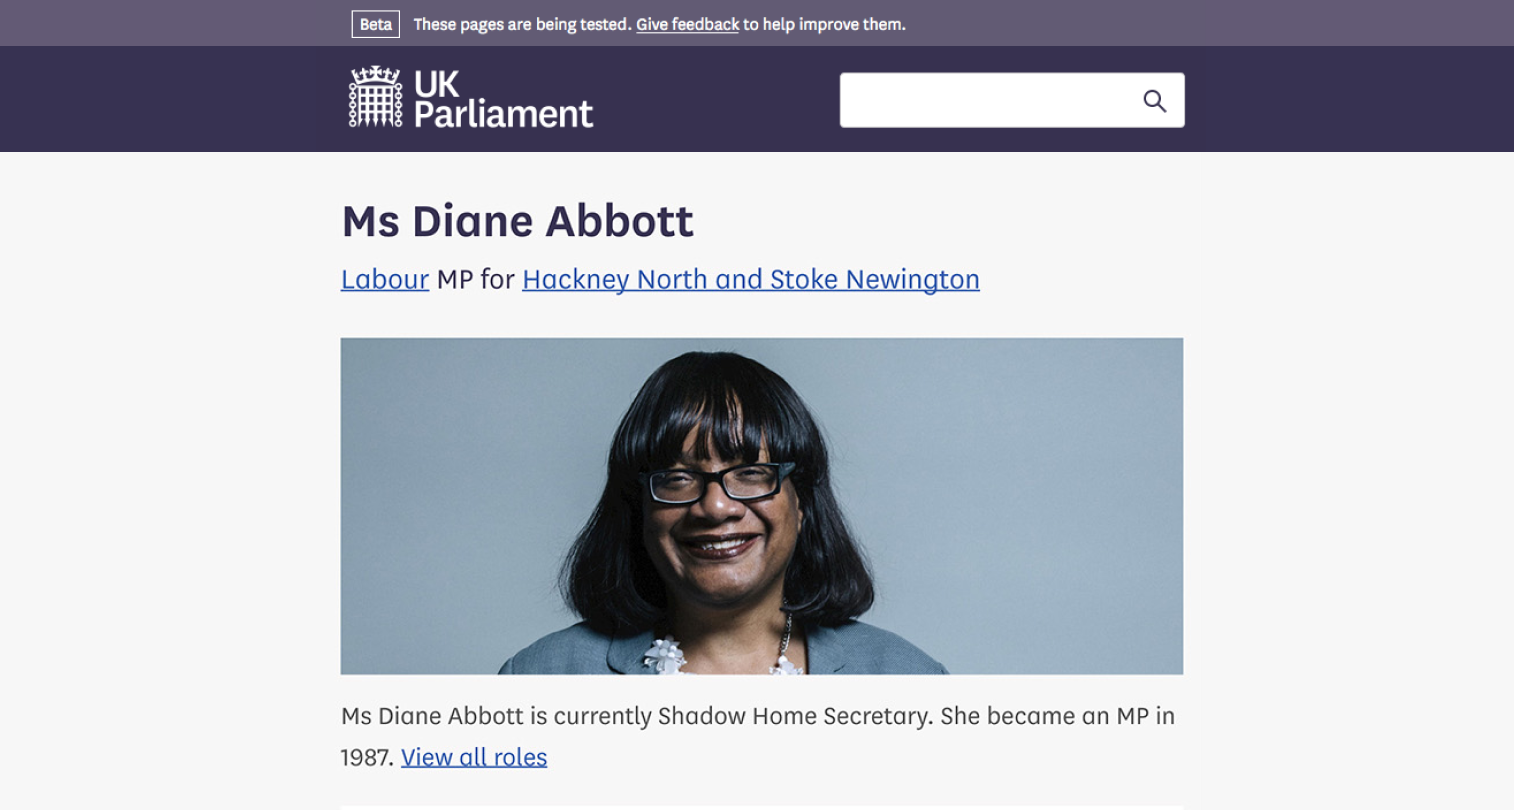 Beta These pages are being tested. Give feedback to help improve them.
UK
Parliament
Ms Diane Abbott
Labour MP for Hackney North and Stoke Newington
Ms Diane Abbott is currently Shadow Home Secretary. She became an MP in
1987. View all roles